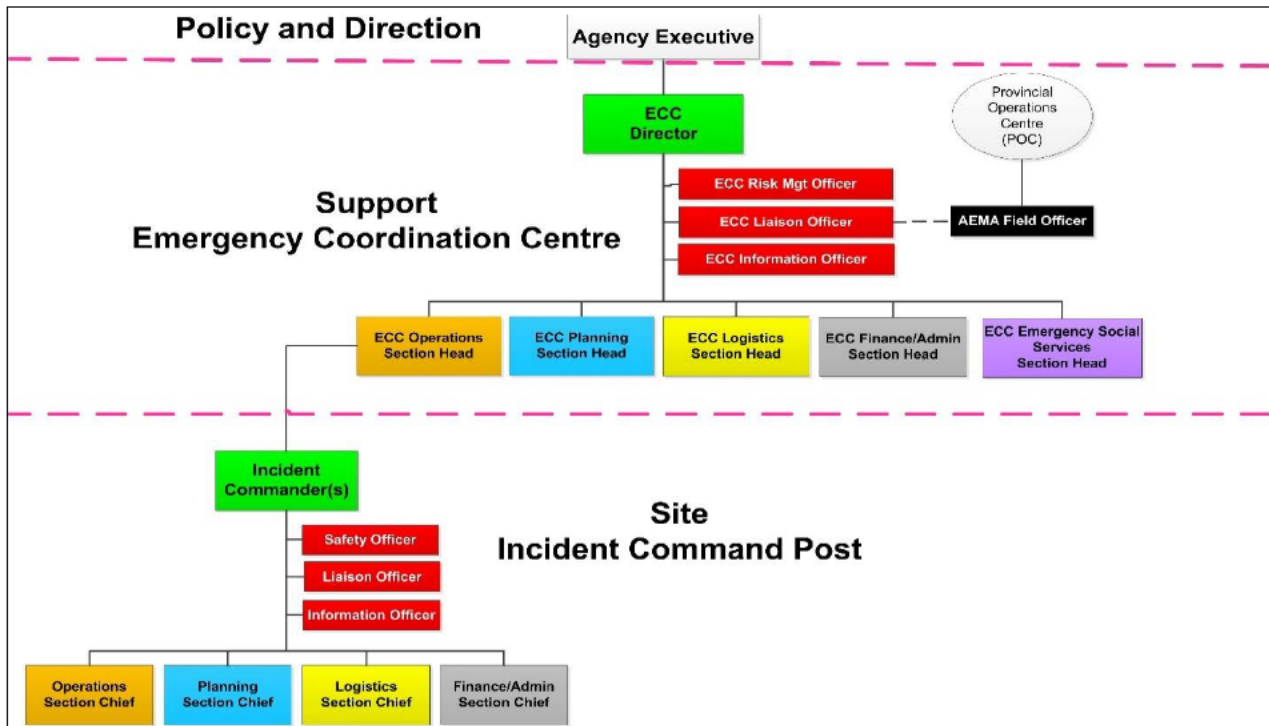 Policy and Direction
Agency Executive
ECC
Director
Provincial
Operations
Centre
(POC)
ECC Risk Mgt Officer
Support
Emergency Coordination Centre
ECC Liaison Officer
AEMA Field Officer
ECC Information Officer
ECC Operations
Section Head
ECC Planning
Section Head
ECC Logistics
Section Head
ECC Finance/Admin
Section Head
ECC Emergency Social
Services
Section Head
Incident
Commander(s)
Site
Incident Command Post
Safety Officer
Liaison Officer
Information Officer
Operations
Section Chief
Planning
Section Chief
Logistics
Section Chief
Finance/Admin
Section Chief